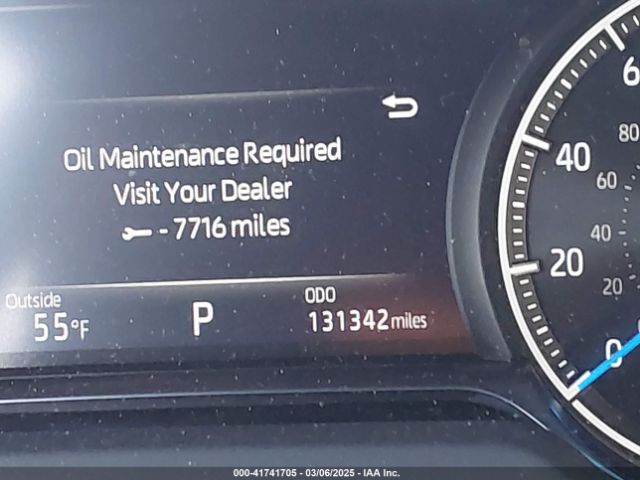 Oil Maintenance Required
Visit Your Dealer
- 7716 miles
Outside
55°F
P
ODO
131342 miles
60
80
40
60
40
20
20
0
000-41741705 - 03/06/2025 - IAA Inc.